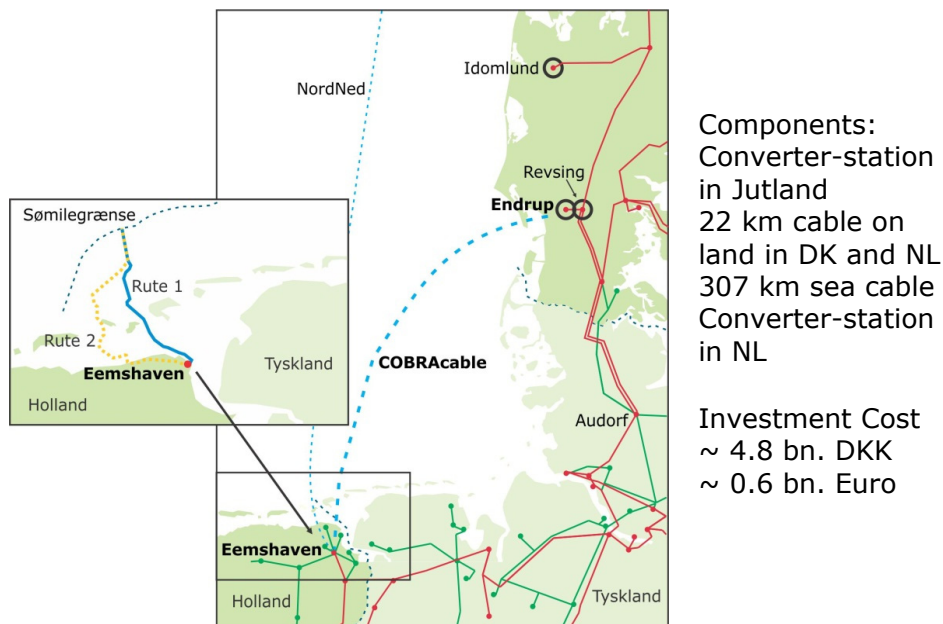 Idomlund
NordNed
Revsing
Endrup
Sømilegrænse
Rute 1
Rute 2
Eemshaven
Tyskland
Holland
COBRAcable
Audorf
Eemshaven
Holland
Tyskland
Components:
Converter-station
in Jutland
22 km cable on
land in DK and NL
307 km sea cable
Converter-station
in NL
Investment Cost
~ 4.8 bn. DKK
~ 0.6 bn. Euro